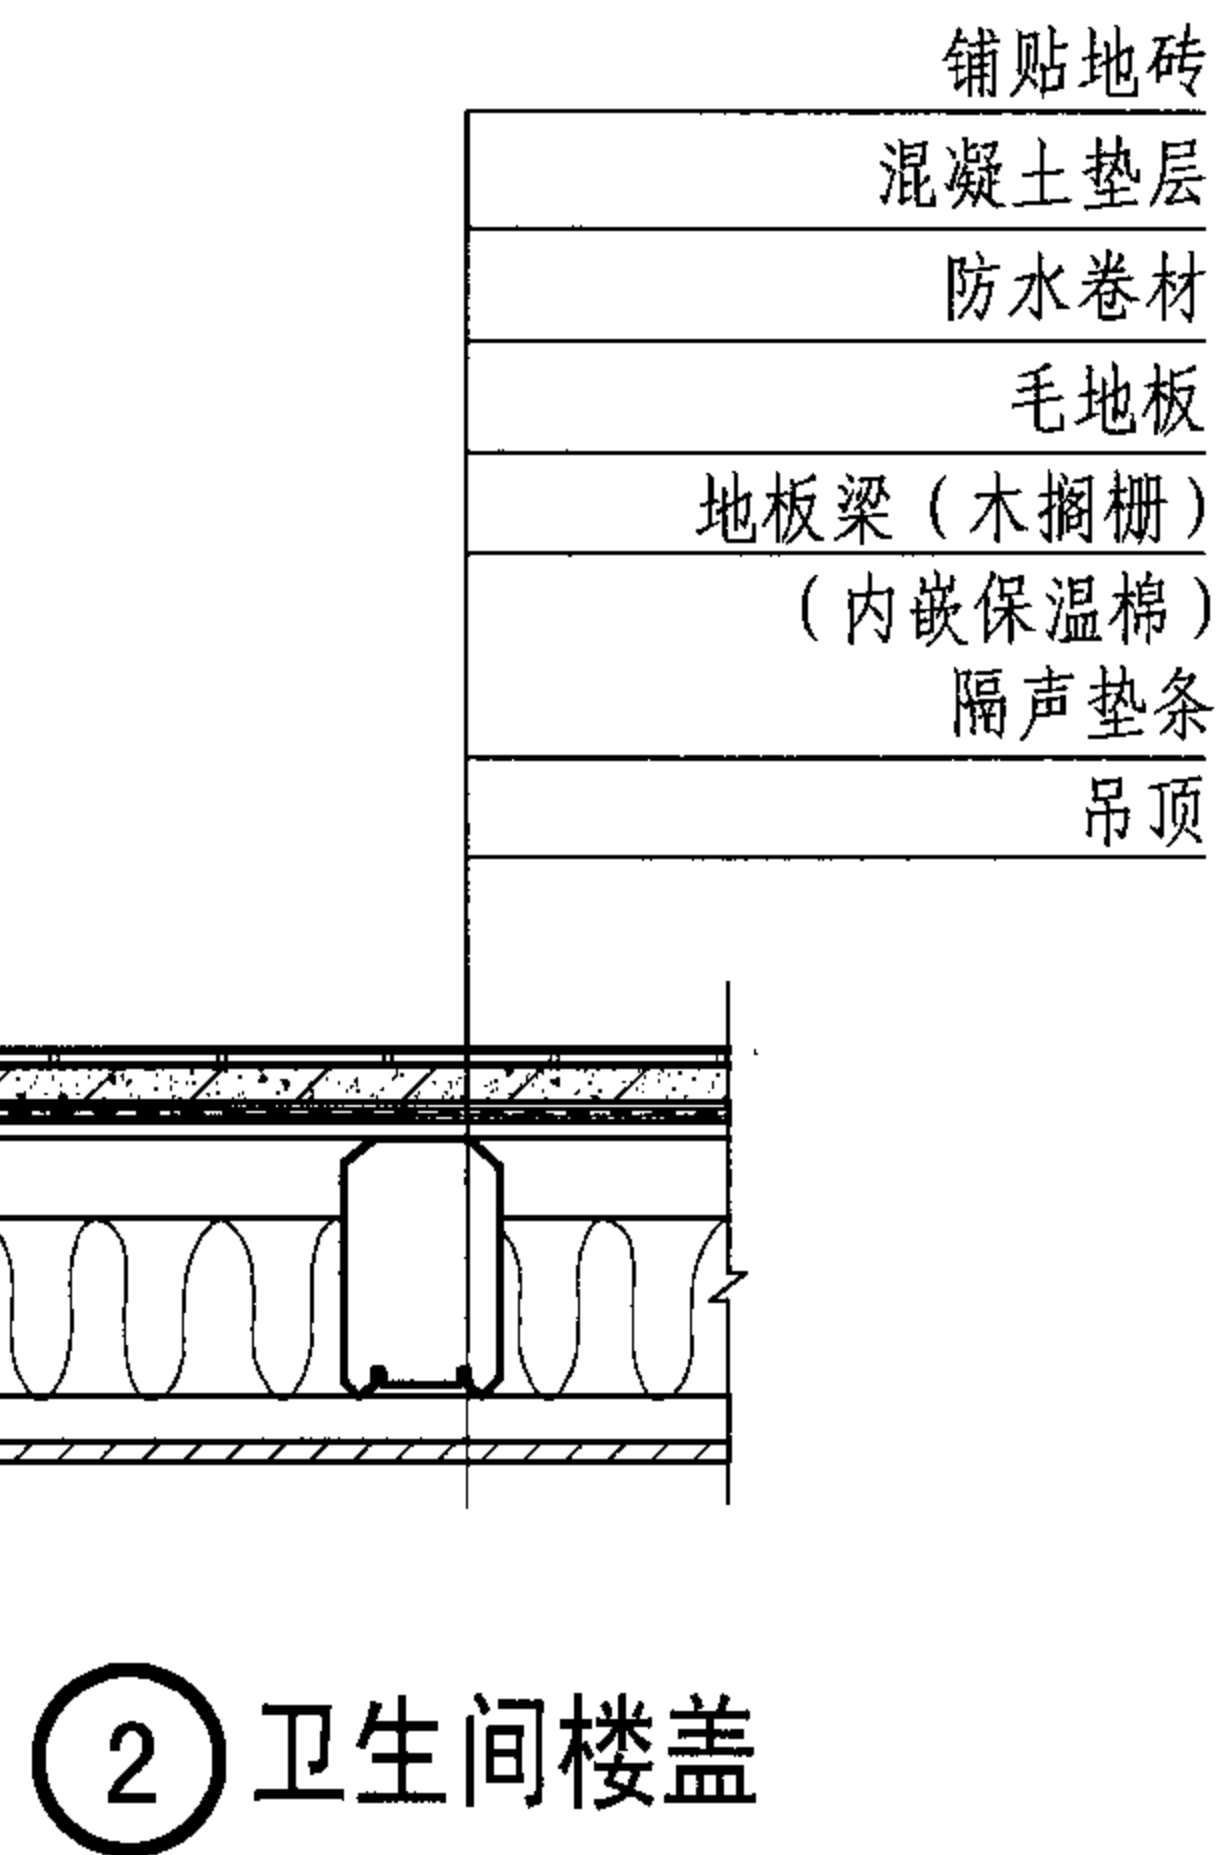 铺贴地砖
混凝土垫层
防水卷材
毛地板
地板梁(木搁栅)
(内嵌保温棉)
隔声垫条
吊顶
2 卫生间楼盖